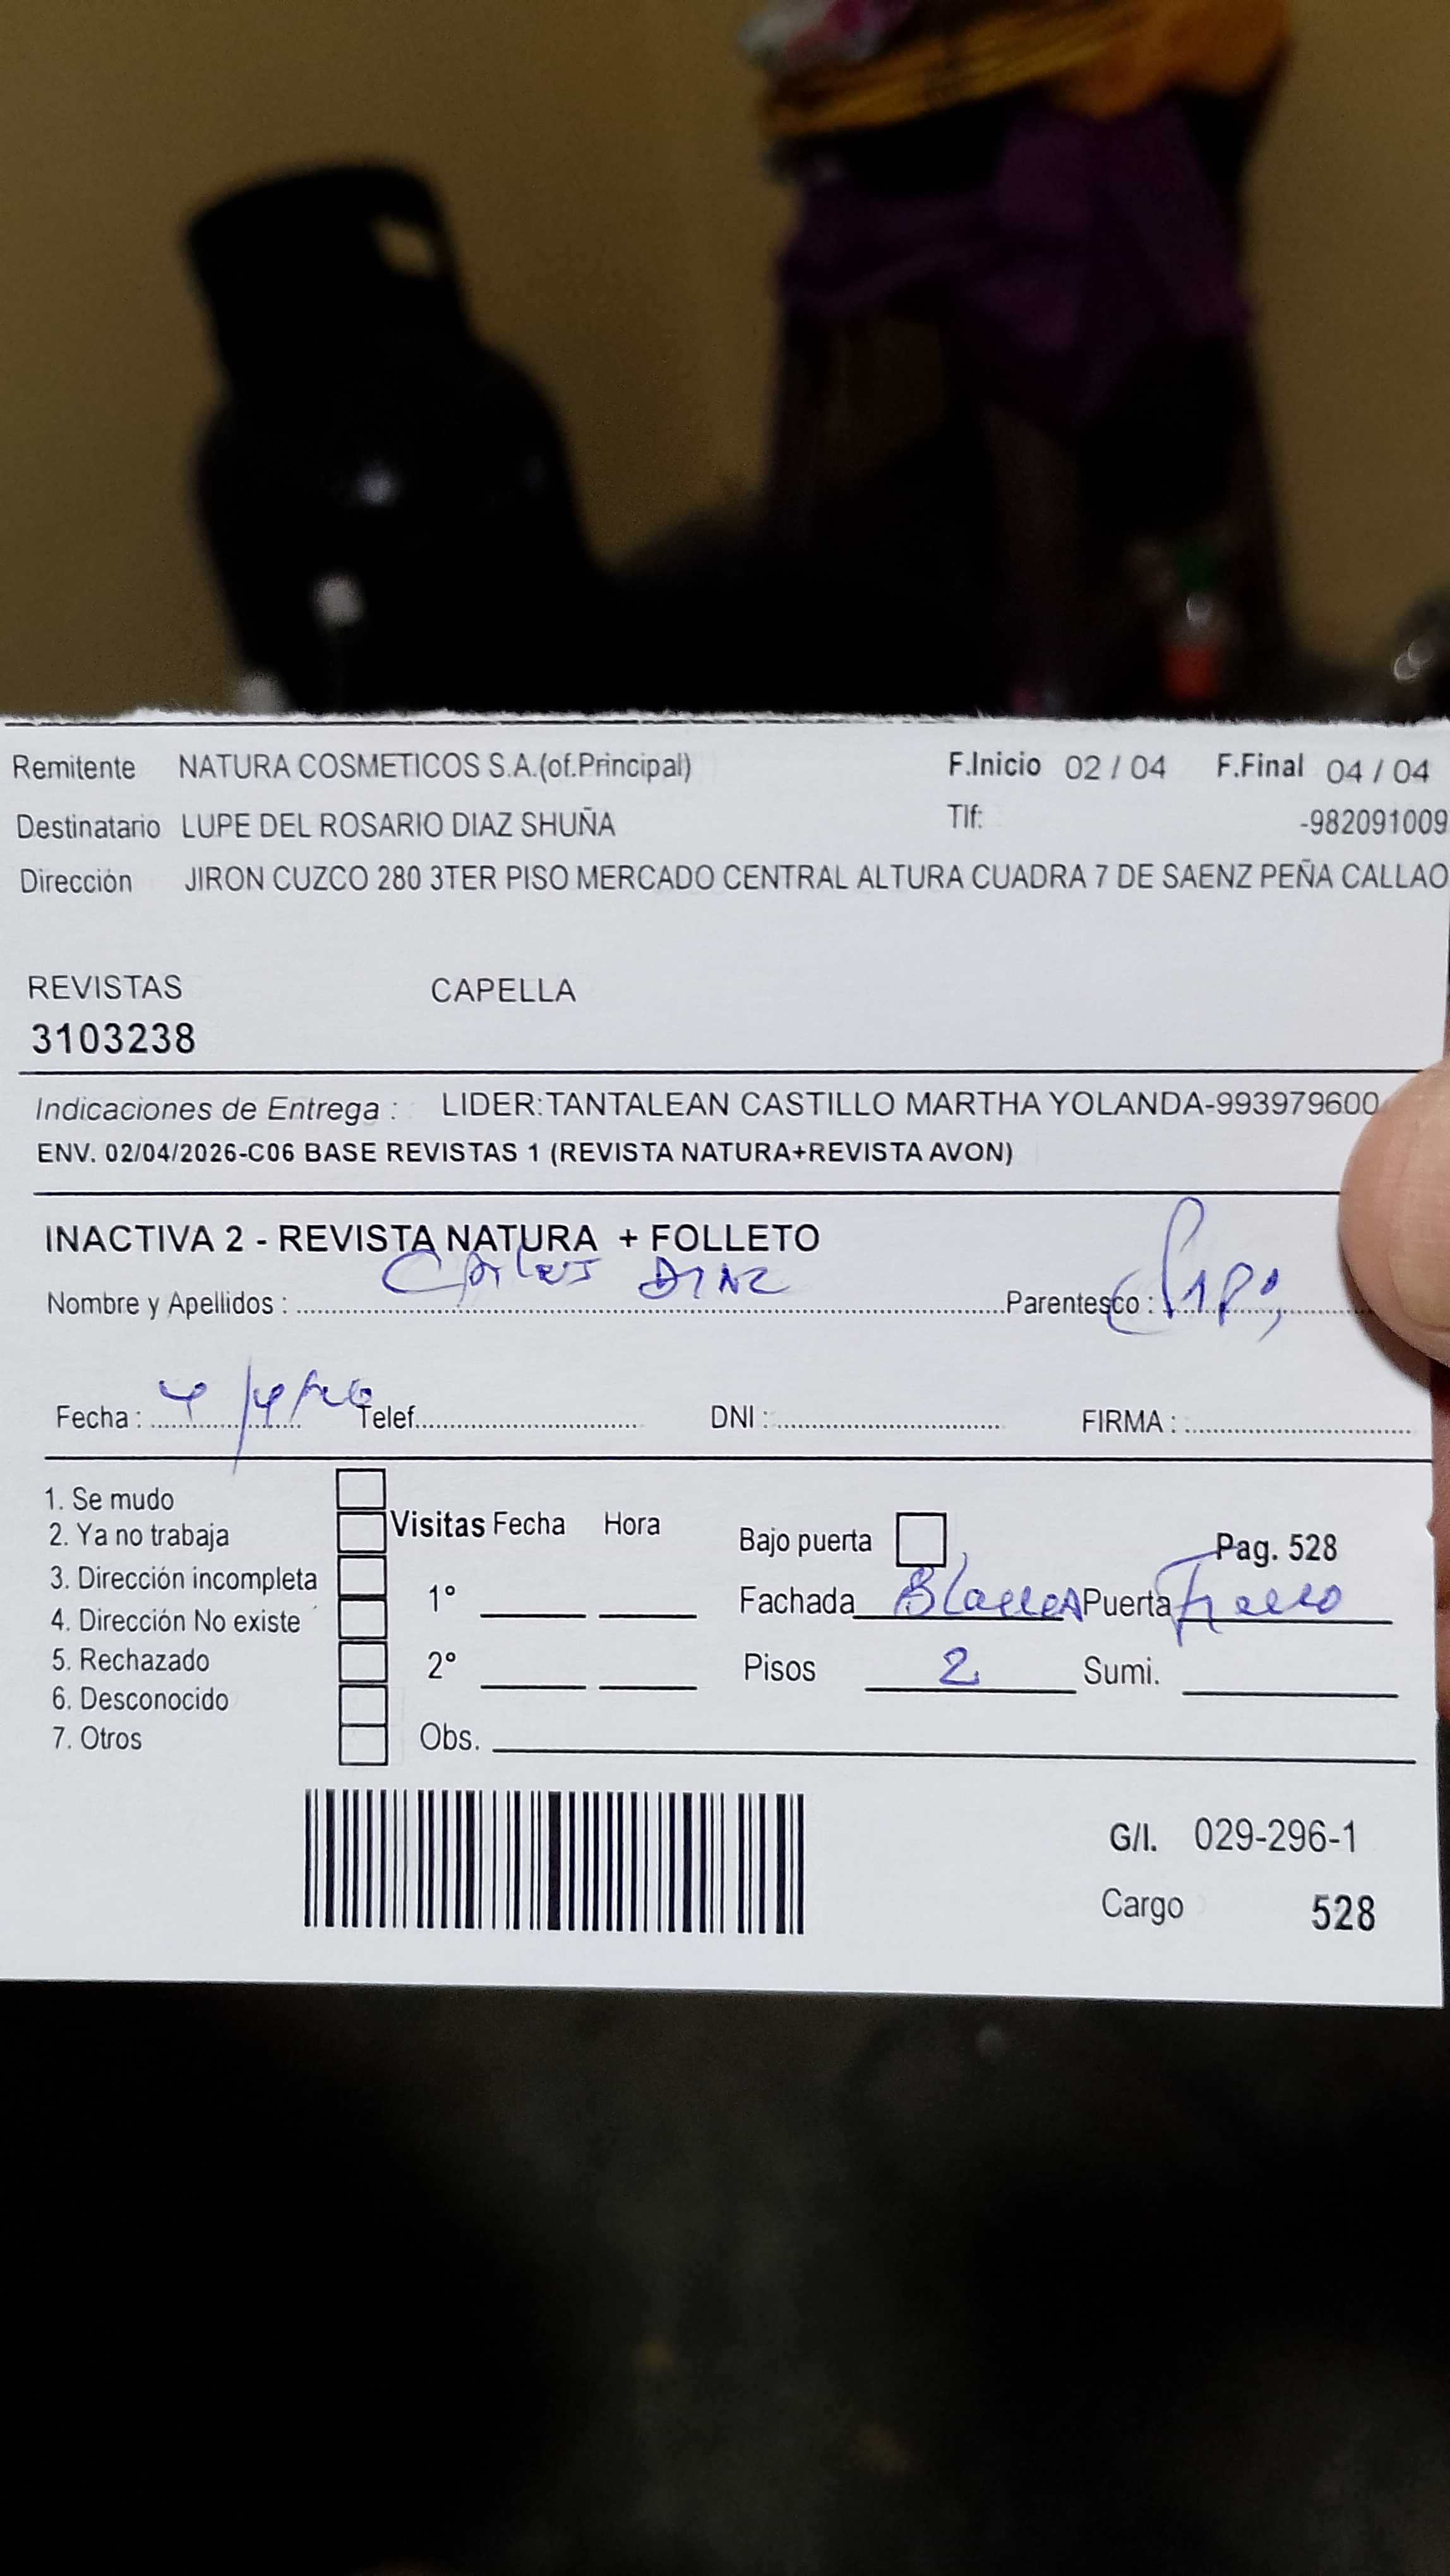 Remitente NATURA COSMETICOS S.A.(of.Principal) F.Inicio 02 / 04 F.Final 04 / 04
Destinatario LUPE DEL ROSARIO DIAZ SHUÑA Tlf: -982091009
Dirección JIRON CUZCO 280 3TER PISO MERCADO CENTRAL ALTURA CUADRA 7 DE SAENZ PEÑA CALLAO
REVISTAS CAPELLA
3103238
Indicaciones de Entrega : LIDER:TANTALEAN CASTILLO MARTHA YOLANDA-993979600
ENV. 02/04/2026-C06 BASE REVISTAS 1 (REVISTA NATURA+REVISTA AVON)
INACTIVA 2 - REVISTA NATURA + FOLLETO
Nombre y Apellidos : Carlos DIAZ Parentesco :
Fecha : 4/4/26 Telef. DNI : FIRMA :
1. Se mudo
2. Ya no trabaja Visitas Fecha Hora Bajo puerta Pag. 528
3. Dirección incompleta 1° Fachada Puerta
4. Dirección No existe
5. Rechazado 2° Pisos 2 Sumi.
6. Desconocido
7. Otros Obs.
G/I. 029-296-1
Cargo 528